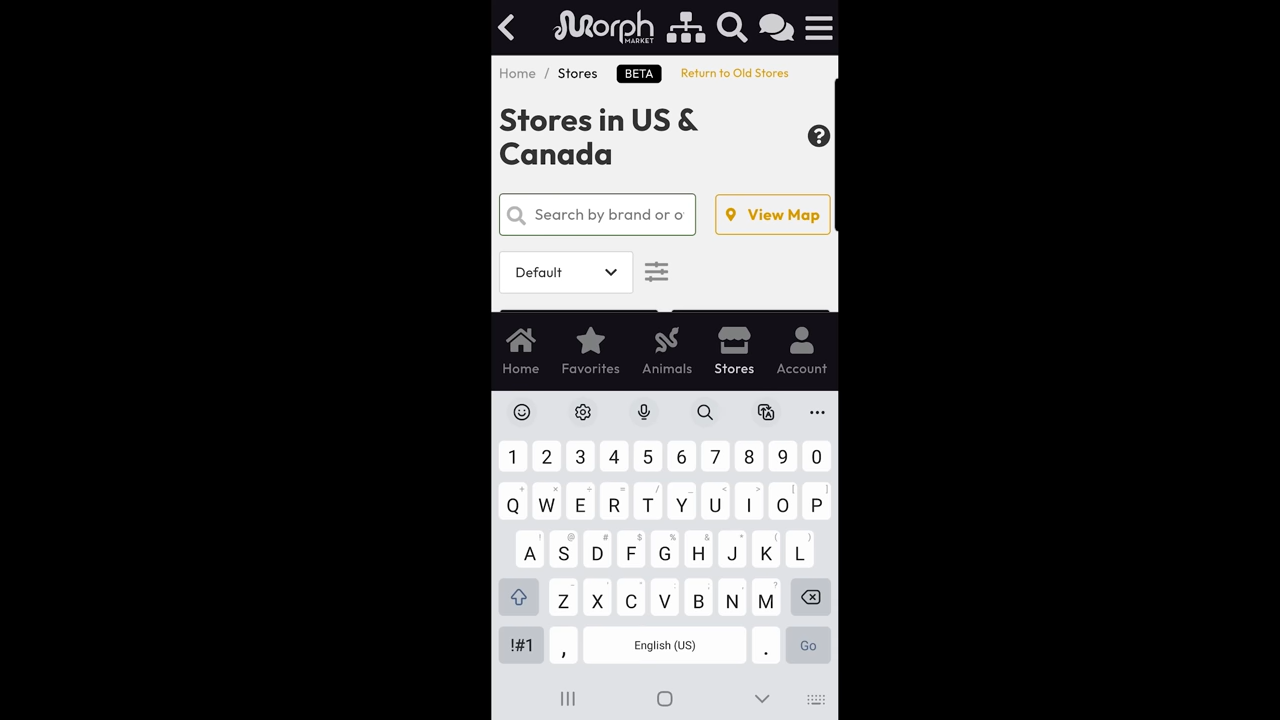 Morph
MARKET
Home / Stores BETA Return to Old Stores
Stores in US &
Canada
Search by brand or o
View Map
Default
Home Favorites Animals Stores Account
1 2 3 4 5 6 7 8 9 0
Q W E R T Y U I O P
A S D F G H J K L
Z X C V B N M
!#1 , English (US) . Go